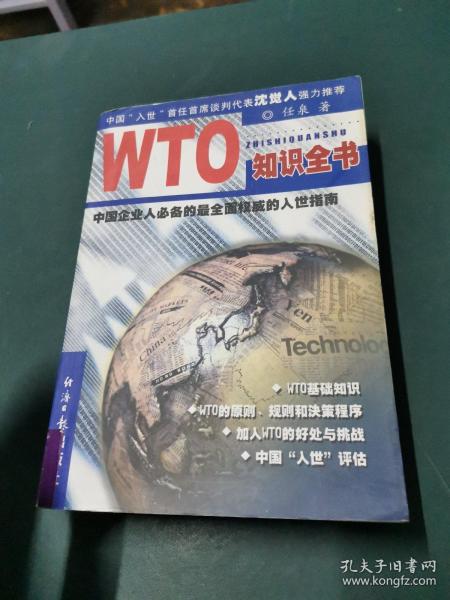 中国“入世”首任首席谈判代表沈觉人强力推荐
◎ 任泉 著
WTO
ZHISHIQUANSHU
知识全书
中国企业人必备的最全面权威的入世指南
China
Yen
Technolog
◆ WTO基础知识
◆ WTO的原则、规则和决策程序
◆ 加入WTO的好处与挑战
◆ 中国“入世”评估
经济日报出版社
孔夫子旧书网
www.kongfz.com